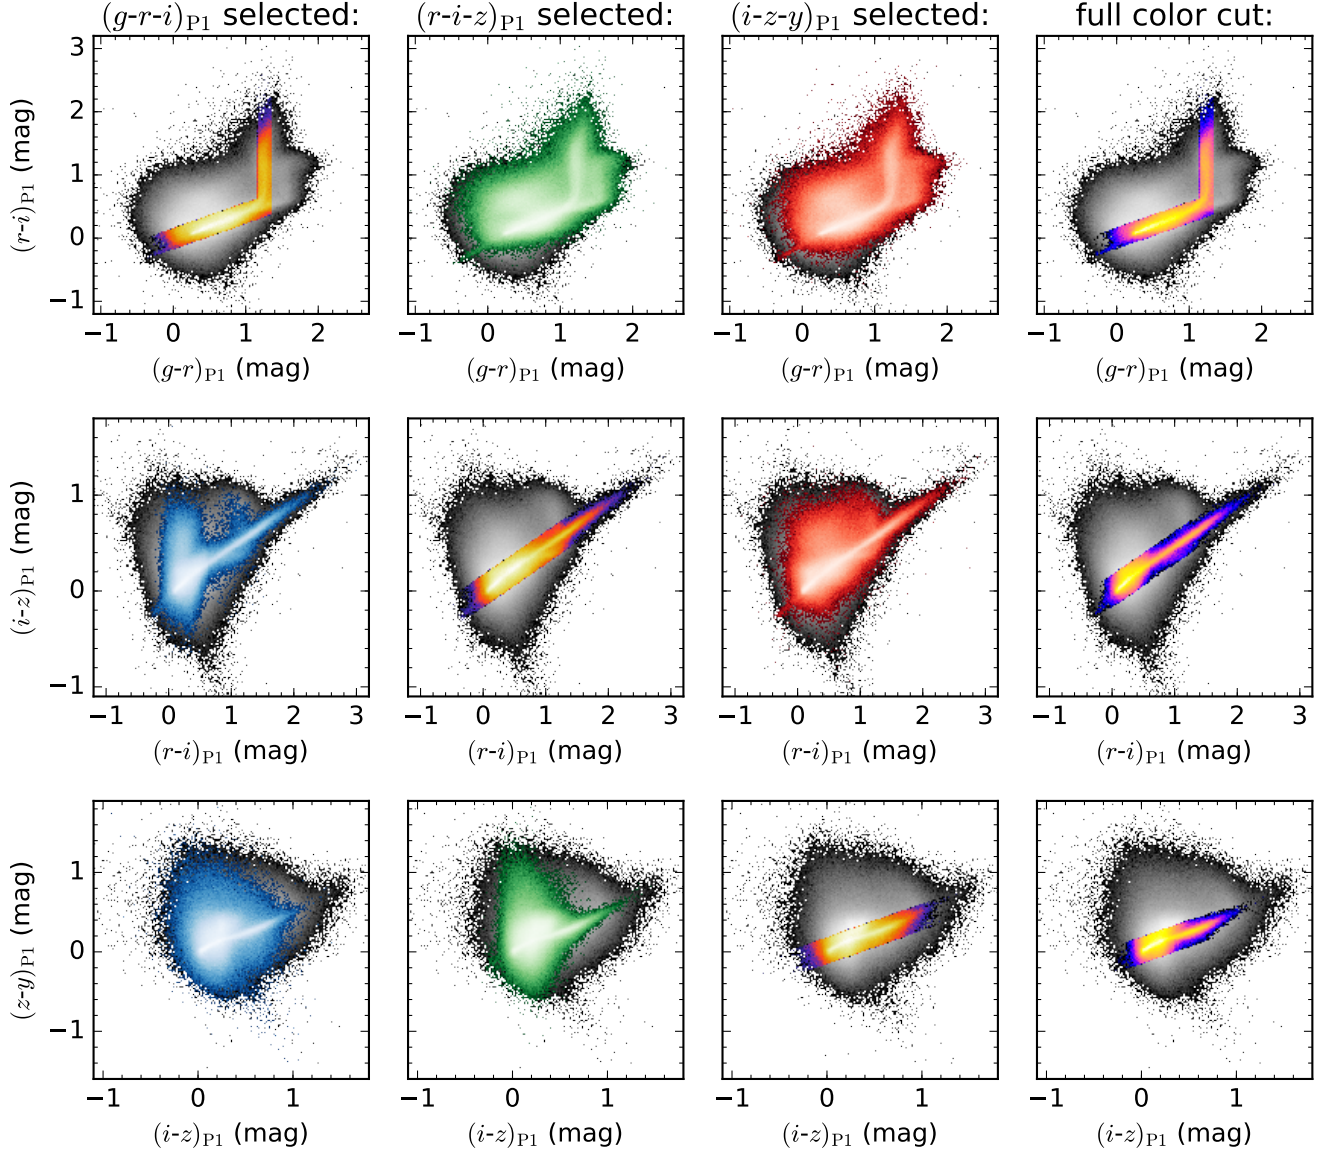 (g-r-i)P1 selected: (r-i-z)P1 selected: (i-z-y)P1 selected: full color cut:
3
2
1
0
−1
(r-i)P1 (mag)
−1 0 1 2 −1 0 1 2 −1 0 1 2 −1 0 1 2
(g-r)P1 (mag) (g-r)P1 (mag) (g-r)P1 (mag) (g-r)P1 (mag)
1
0
−1
(i-z)P1 (mag)
−1 0 1 2 3 −1 0 1 2 3 −1 0 1 2 3 −1 0 1 2 3
(r-i)P1 (mag) (r-i)P1 (mag) (r-i)P1 (mag) (r-i)P1 (mag)
1
0
−1
(z-y)P1 (mag)
−1 0 1 −1 0 1 −1 0 1 −1 0 1
(i-z)P1 (mag) (i-z)P1 (mag) (i-z)P1 (mag) (i-z)P1 (mag)